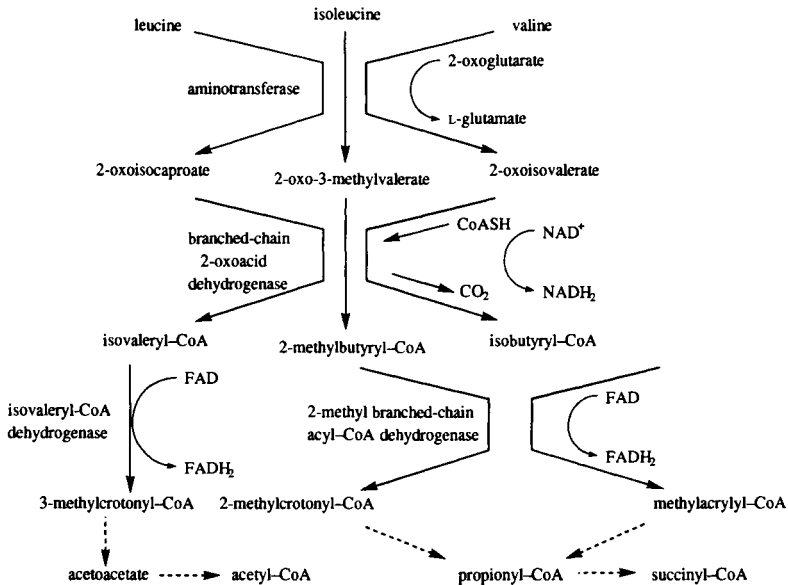 leucine
isoleucine
valine
aminotransferase
2-oxoglutarate
L-glutamate
2-oxoisocaproate
2-oxo-3-methylvalerate
2-oxoisovalerate
branched-chain
2-oxoacid
dehydrogenase
CoASH
CO₂
NAD⁺
NADH₂
isovaleryl–CoA
2-methylbutyryl–CoA
isobutyryl–CoA
isovaleryl-CoA
dehydrogenase
FAD
FADH₂
2-methyl branched-chain
acyl–CoA dehydrogenase
FAD
FADH₂
3-methylcrotonyl–CoA
2-methylcrotonyl–CoA
methylacrylyl–CoA
acetoacetate
acetyl–CoA
propionyl–CoA
succinyl–CoA